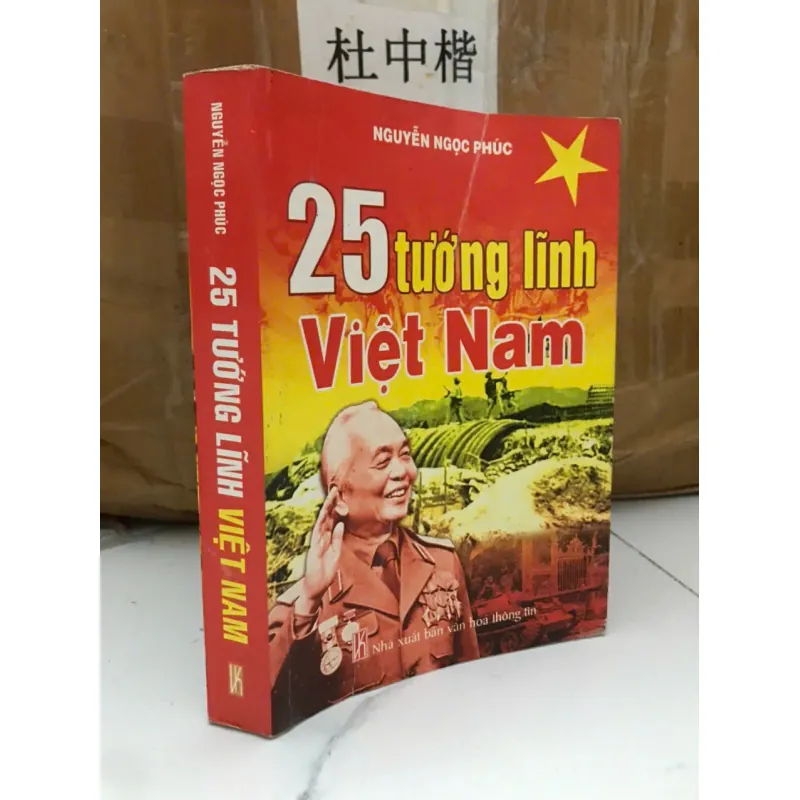 杜中楷
NGUYỄN NGỌC PHÚC
25 tướng lĩnh
Việt Nam
Nhà xuất bản văn hoá thông tin
NGUYỄN NGỌC PHÚC
25 TƯỚNG LĨNH VIỆT NAM